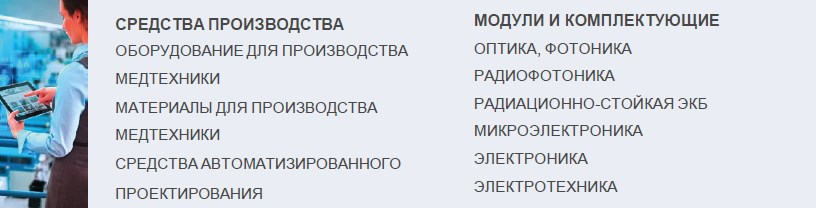 СРЕДСТВА ПРОИЗВОДСТВА
ОБОРУДОВАНИЕ ДЛЯ ПРОИЗВОДСТВА
МЕДТЕХНИКИ
МАТЕРИАЛЫ ДЛЯ ПРОИЗВОДСТВА
МЕДТЕХНИКИ
СРЕДСТВА АВТОМАТИЗИРОВАННОГО
ПРОЕКТИРОВАНИЯ
МОДУЛИ И КОМПЛЕКТУЮЩИЕ
ОПТИКА, ФОТОНИКА
РАДИОФОТОНИКА
РАДИАЦИОННО-СТОЙКАЯ ЭКБ
МИКРОЭЛЕКТРОНИКА
ЭЛЕКТРОНИКА
ЭЛЕКТРОТЕХНИКА